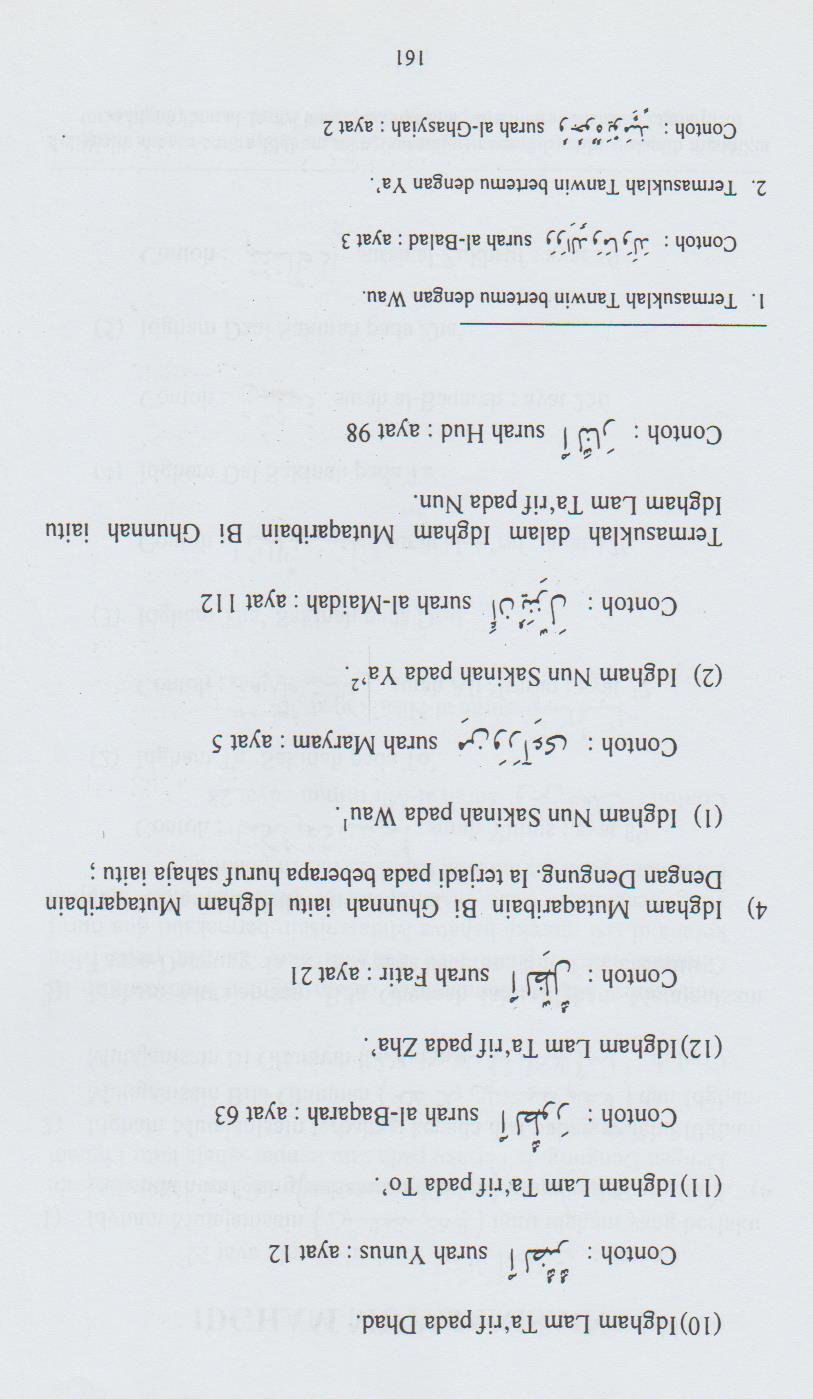 (10) Idgham Lam Ta‘rif pada Dhad.
Contoh : ٱلضُّرُّ surah Yunus : ayat 12
(11) Idgham Lam Ta‘rif pada To’.
Contoh : ٱلطُّورَ surah al-Baqarah : ayat 63
(12) Idgham Lam Ta‘rif pada Zha’.
Contoh : ٱلظِّلُّ surah Fatir : ayat 21
4) Idgham Mutaqaribain Bi Ghunnah iaitu Idgham Mutaqaribain
Dengan Dengung. Ia terjadi pada beberapa huruf sahaja iaitu ;
(1) Idgham Nun Sakinah pada Wau¹.
Contoh : مِن وَرَآءِى surah Maryam : ayat 5
(2) Idgham Nun Sakinah pada Ya’².
Contoh : أَن يُنَزِّلَ surah al-Maidah : ayat 112
Termasuklah dalam Idgham Mutaqaribain Bi Ghunnah iaitu
Idgham Lam Ta‘rif pada Nun.
Contoh : ٱلنَّارَ surah Hud : ayat 98
1. Termasuklah Tanwin bertemu dengan Wau.
Contoh : وَوَالِدٍ وَمَا وَلَدَ surah al-Balad : ayat 3
2. Termasuklah Tanwin bertemu dengan Ya’.
Contoh : وُجُوهٌ يَوْمَئِذٍ surah al-Ghasyiah : ayat 2
161